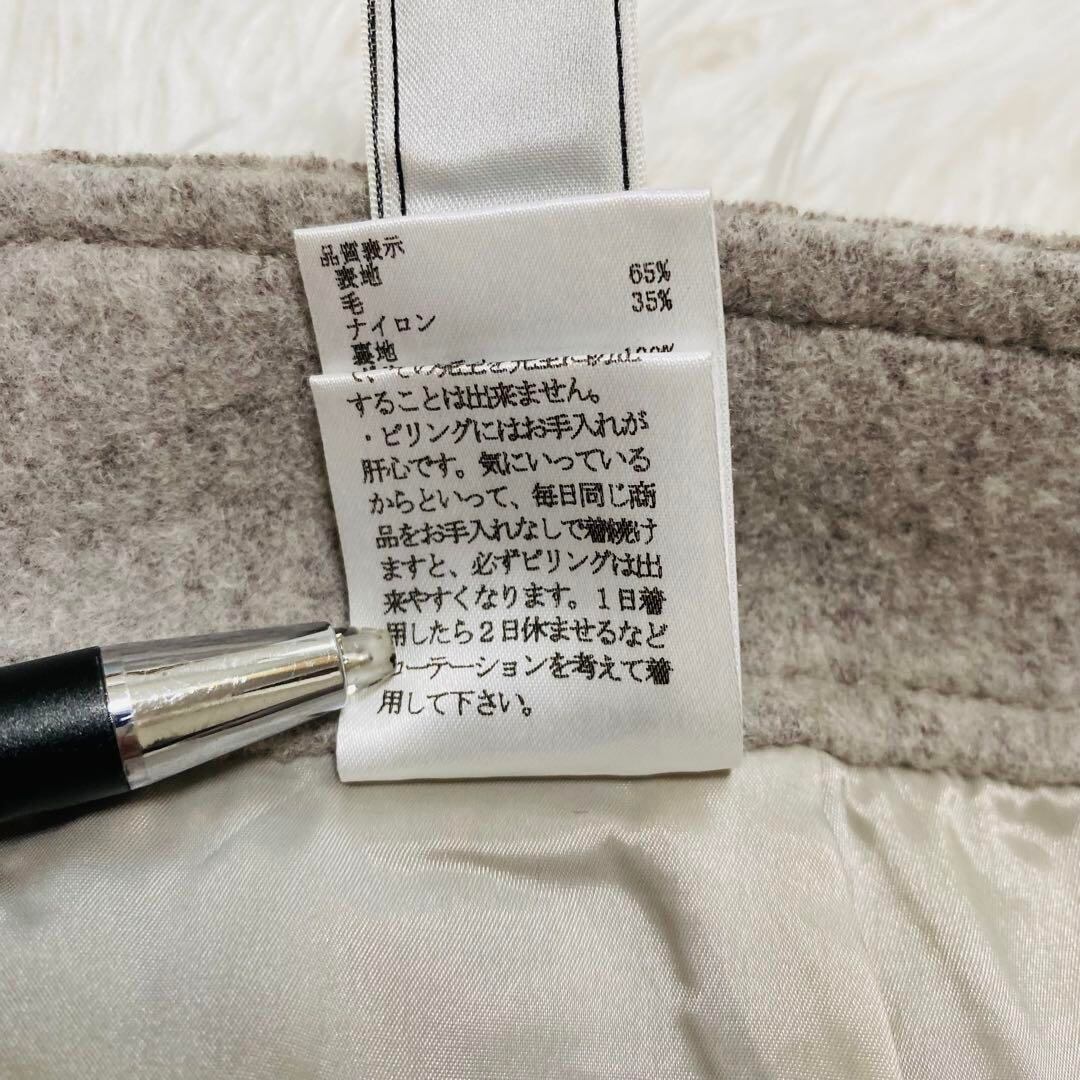 品質表示
表地
毛 65%
ナイロン 35%
裏地
することは出来ません。
・ピリングにはお手入れが
肝心です。気にいっている
からといって、毎日同じ商
品をお手入れなしで着続け
ますと、必ずピリングは出
来やすくなります。1日着
用したら2日休ませるなど
ローテーションを考えて着
用して下さい。